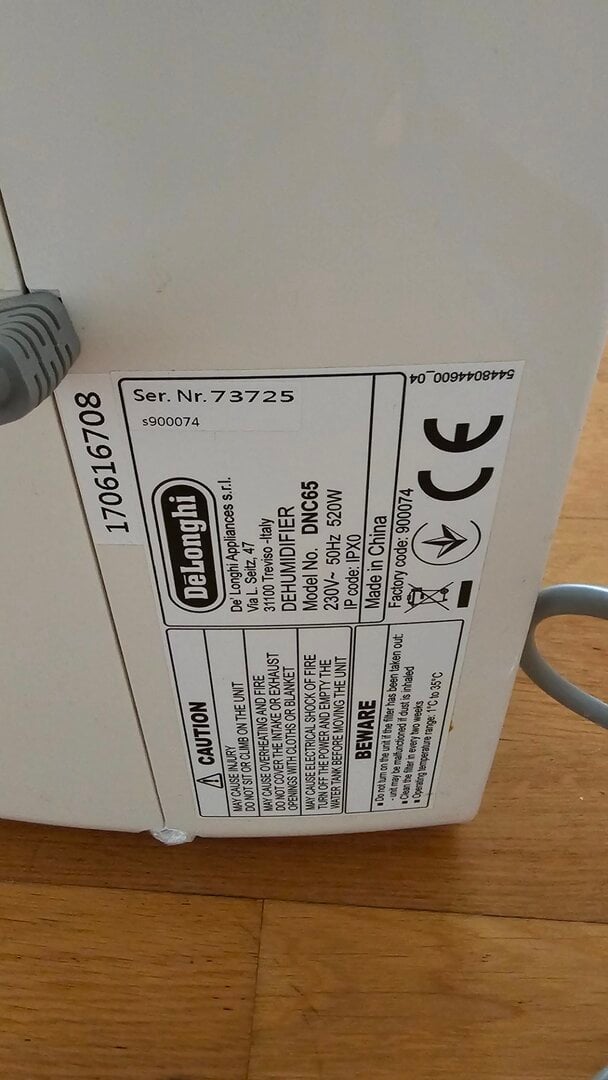 170616708
Ser. Nr. 73725
s900074
DēLonghi
De' Longhi Appliances s.r.l.
Via L. Seitz, 47
31100 Treviso -Italy
DEHUMIDIFIER
Model No. DNC65
230V~ 50Hz 520W
IP code: IPX0
Made in China
Factory code: 900074
CE
5448044600_04
CAUTION
MAY CAUSE INJURY
DO NOT SIT OR CLIMB ON THE UNIT
MAY CAUSE OVERHEATING AND FIRE
DO NOT COVER THE INTAKE OR EXHAUST
OPENINGS WITH CLOTHS OR BLANKET
MAY CAUSE ELECTRICAL SHOCK OF FIRE
TURN OFF THE POWER AND EMPTY THE
WATER TANK BEFORE MOVING THE UNIT
BEWARE
■ Do not turn on the unit if the filter has been taken out:
- unit may be malfunctioned if dust is inhaled
■ Clean the filter in every two weeks
■ Operating temperature range: 1°C to 35°C